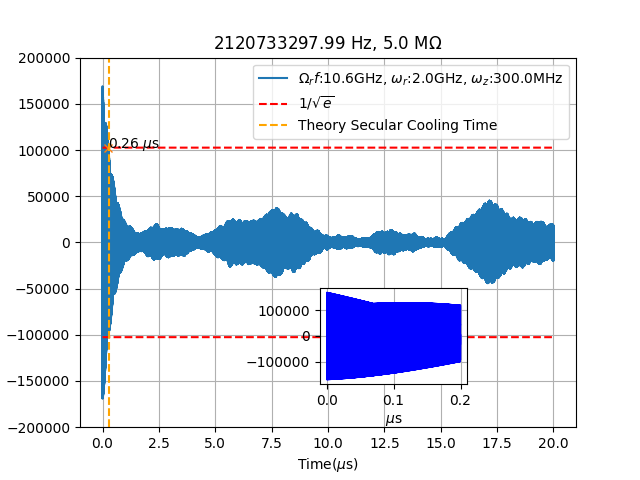 2120733297.99 Hz, 5.0 MΩ
200000
150000
100000
50000
0
−50000
−100000
−150000
−200000
Ω_rf:10.6GHz, ω_r:2.0GHz, ω_z:300.0MHz
1/√e
Theory Secular Cooling Time
0.26 μs
100000
0
−100000
0.0 0.1 0.2
μs
0.0 2.5 5.0 7.5 10.0 12.5 15.0 17.5 20.0
Time(μs)